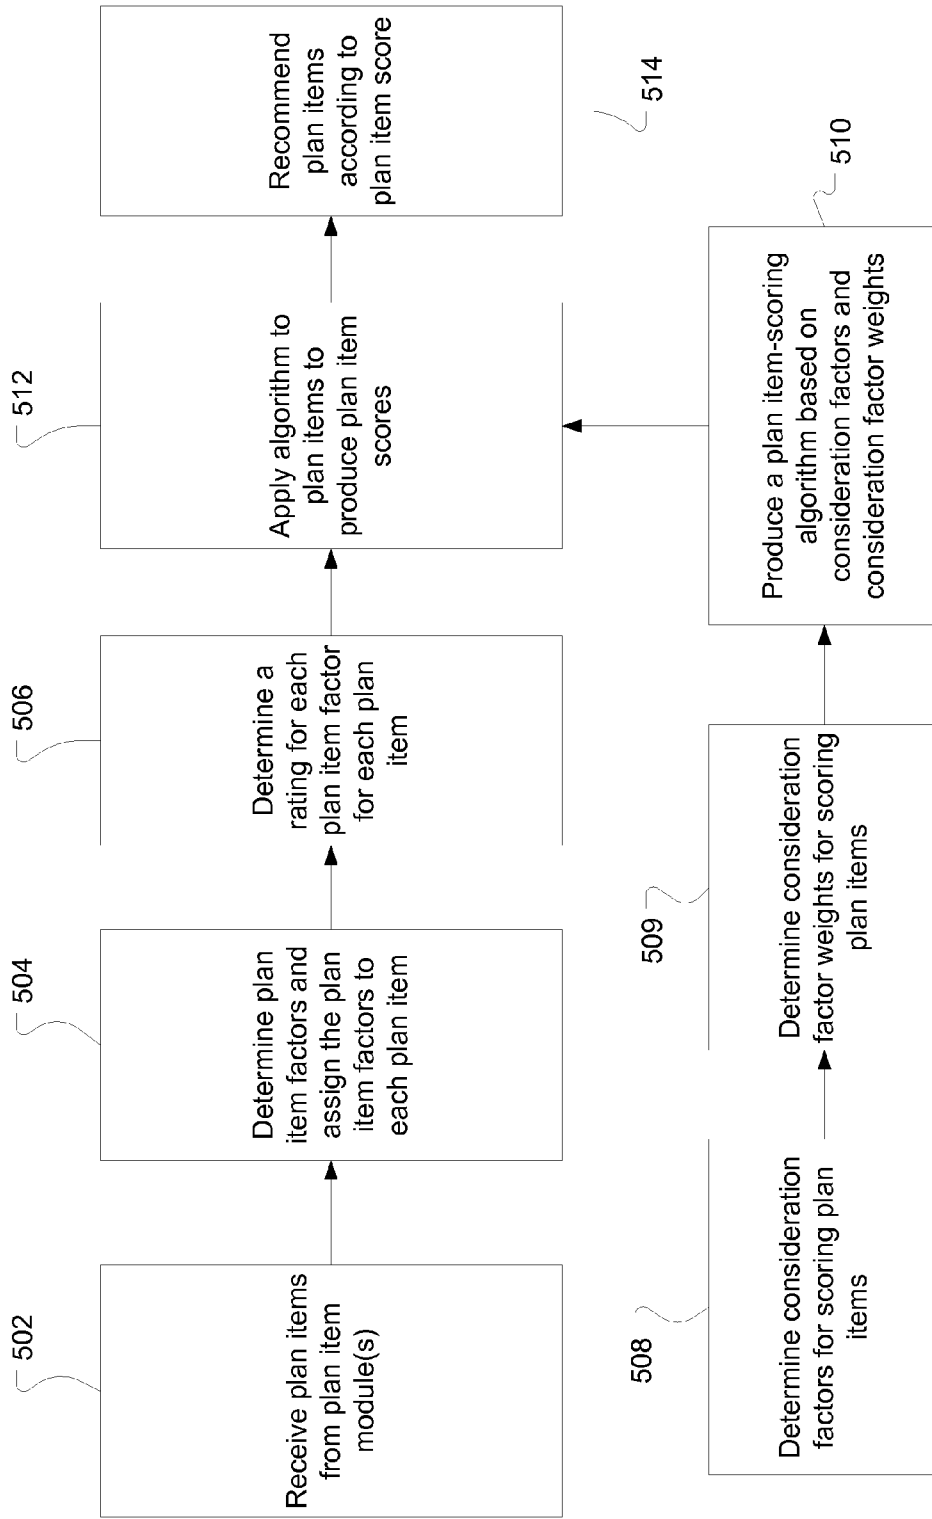 502
Receive plan items
from plan item
module(s)
504
Determine plan
item factors and
assign the plan
item factors to
each plan item
506
Determine a
rating for each
plan item factor
for each plan
item
512
Apply algorithm to
plan items to
produce plan item
scores
Recommend
plan items
according to
plan item score
514
508
Determine consideration
factors for scoring plan
items
509
Determine consideration
factor weights for scoring
plan items
510
Produce a plan item-scoring
algorithm based on
consideration factors and
consideration factor weights